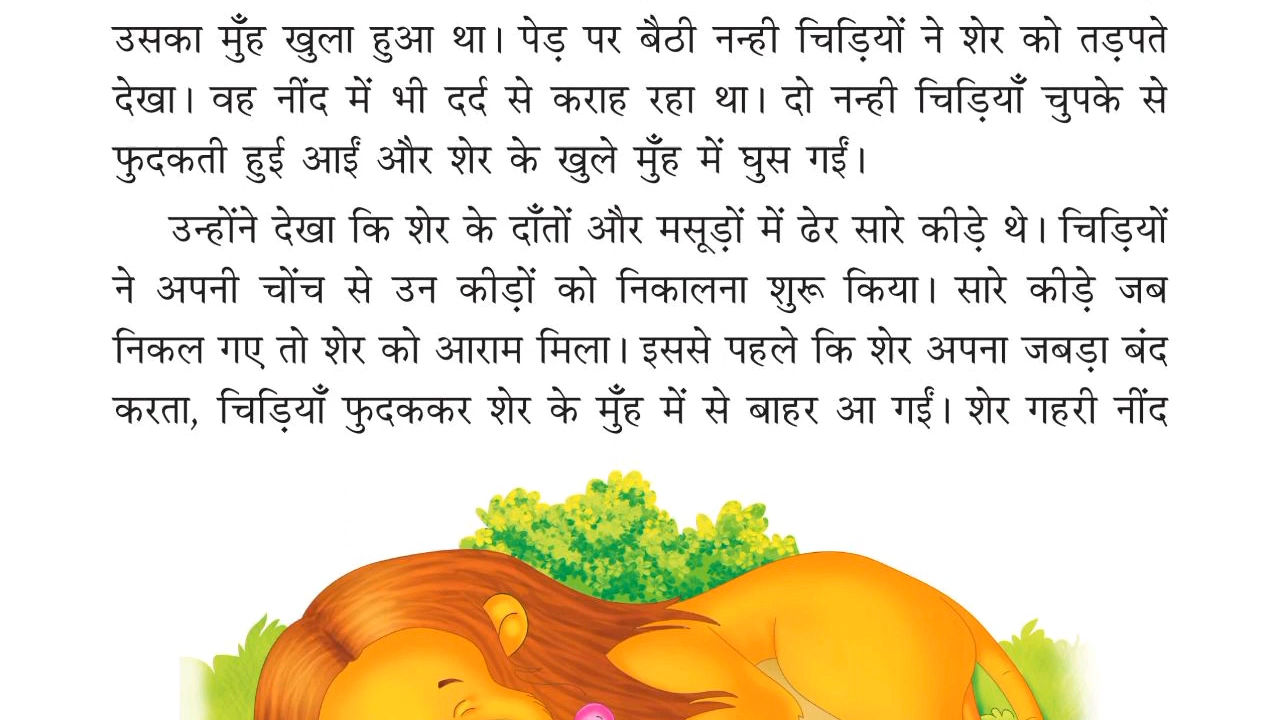 उसका मुँह खुला हुआ था। पेड़ पर बैठी नन्ही चिड़ियों ने शेर को तड़पते
देखा। वह नींद में भी दर्द से कराह रहा था। दो नन्ही चिड़ियाँ चुपके से
फुदकती हुई आईं और शेर के खुले मुँह में घुस गईं।
उन्होंने देखा कि शेर के दाँतों और मसूड़ों में ढेर सारे कीड़े थे। चिड़ियों
ने अपनी चोंच से उन कीड़ों को निकालना शुरू किया। सारे कीड़े जब
निकल गए तो शेर को आराम मिला। इससे पहले कि शेर अपना जबड़ा बंद
करता, चिड़ियाँ फुदककर शेर के मुँह में से बाहर आ गईं। शेर गहरी नींद